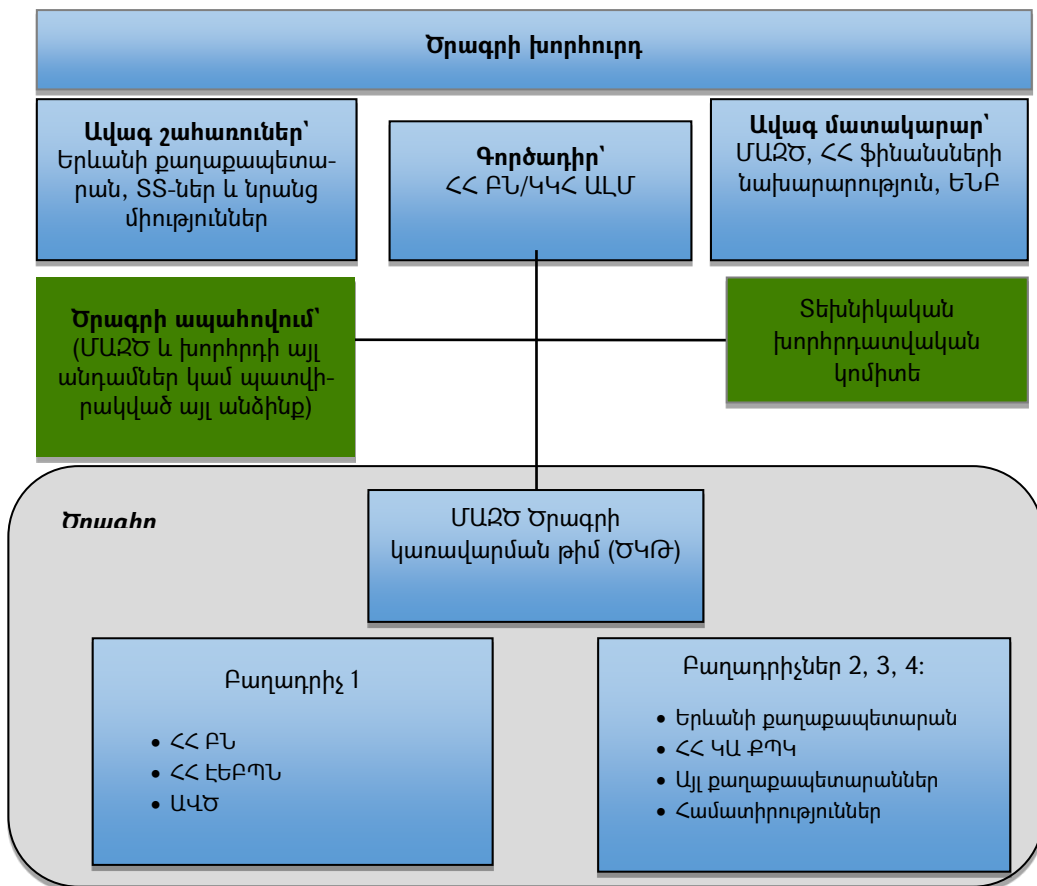 Ծրագրի խորհուրդ
Ավագ շահառուներ՝
Երևանի քաղաքապետա-
րան, ՏՏ-ներ և նրանց
միություններ
Գործադիր՝
ՀՀ ԲՆ/ԿԿՀ ԱԼՄ
Ավագ մատակարար՝
ՄԱԶԾ, ՀՀ ֆինանսների
նախարարություն, ԵՆԲ
Ծրագրի ապահովում՝
(ՄԱԶԾ և խորհրդի այլ
անդամներ կամ պատվի-
րակված այլ անձինք)
Տեխնիկական
խորհրդատվական
կոմիտե
Ծրագիր
ՄԱԶԾ Ծրագրի
կառավարման թիմ (ԾԿԹ)
Բաղադրիչ 1
• ՀՀ ԲՆ
• ՀՀ ԷԵԲՊՆ
• ԱՎԾ
Բաղադրիչներ 2, 3, 4:
• Երևանի քաղաքապետարան
• ՀՀ ԿԱ ՔՊԿ
• Այլ քաղաքապետարաններ
• Համատիրություններ